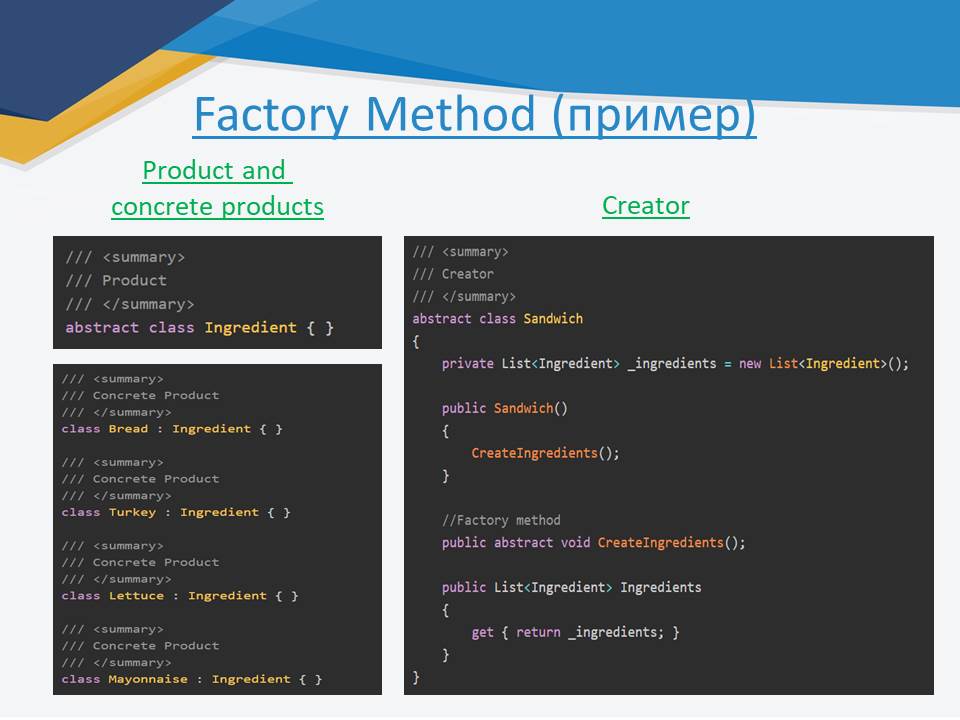 Factory Method (пример)
Product and
concrete products
/// <summary>
/// Product
/// </summary>
abstract class Ingredient { }
/// <summary>
/// Concrete Product
/// </summary>
class Bread : Ingredient { }
/// <summary>
/// Concrete Product
/// </summary>
class Turkey : Ingredient { }
/// <summary>
/// Concrete Product
/// </summary>
class Lettuce : Ingredient { }
/// <summary>
/// Concrete Product
/// </summary>
class Mayonnaise : Ingredient { }
Creator
/// <summary>
/// Creator
/// </summary>
abstract class Sandwich
{
    private List<Ingredient> _ingredients = new List<Ingredient>();
    public Sandwich()
    {
        CreateIngredients();
    }
    //Factory method
    public abstract void CreateIngredients();
    public List<Ingredient> Ingredients
    {
        get { return _ingredients; }
    }
}